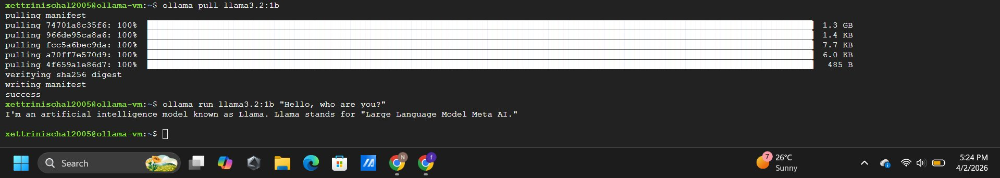 xettrinischal2005@ollama-vm:~$ ollama pull llama3.2:1b
pulling manifest
pulling 74701a8c35f6: 100% 1.3 GB
pulling 966de95ca8a6: 100% 1.4 KB
pulling fcc5a6bec9da: 100% 7.7 KB
pulling a70ff7e570d9: 100% 6.0 KB
pulling 4f659a1e86d7: 100% 485 B
verifying sha256 digest
writing manifest
success
xettrinischal2005@ollama-vm:~$ ollama run llama3.2:1b "Hello, who are you?"
I'm an artificial intelligence model known as Llama. Llama stands for "Large Language Model Meta AI."
xettrinischal2005@ollama-vm:~$
Search
N
f
7
26°C
Sunny
5:24 PM
4/2/2026